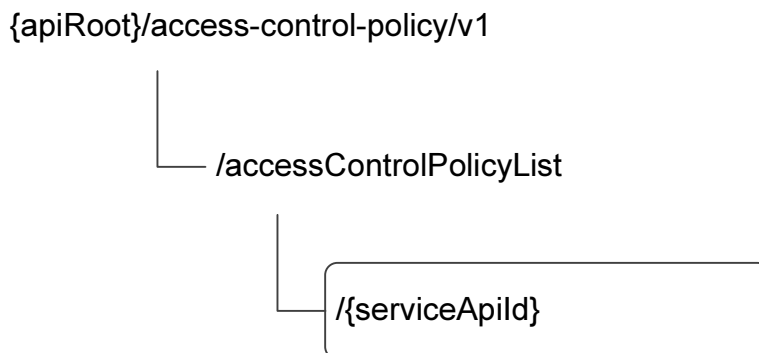 {apiRoot}/access-control-policy/v1
/accessControlPolicyList
/{serviceApiId}